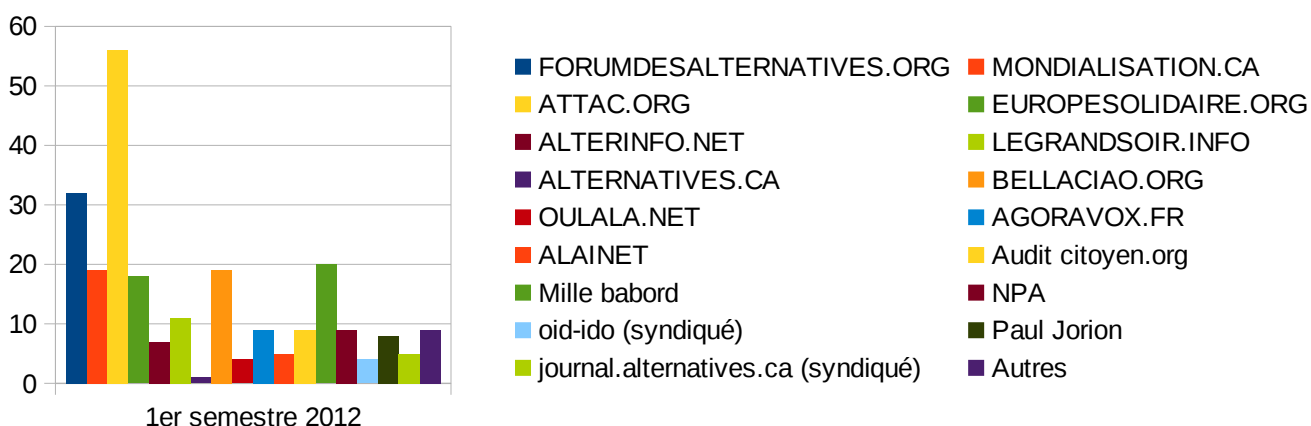 60
50
40
30
20
10
0
1er semestre 2012
FORUMDESALTERNATIVES.ORG MONDIALISATION.CA
ATTAC.ORG EUROPESOLIDAIRE.ORG
ALTERINFO.NET LEGRANDSOIR.INFO
ALTERNATIVES.CA BELLACIAO.ORG
OULALA.NET AGORAVOX.FR
ALAINET Audit citoyen.org
Mille babord NPA
oid-ido (syndiqué) Paul Jorion
journal.alternatives.ca (syndiqué) Autres